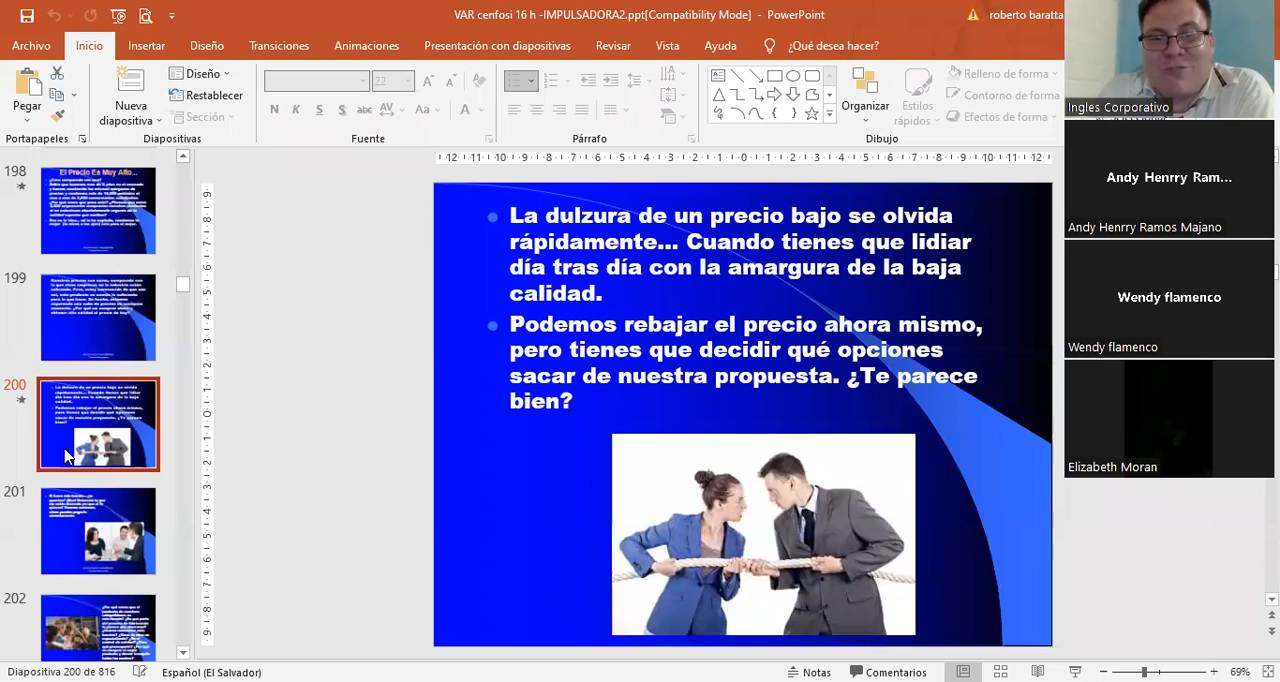 VAR cenfosi 16 h -IMPULSADORA2.ppt[Compatibility Mode] - PowerPoint
roberto baratta
Archivo Inicio Insertar Diseño Transiciones Animaciones Presentación con diapositivas Revisar Vista Ayuda ¿Qué desea hacer?
Pegar
Nueva diapositiva
Diseño
Restablecer
Sección
22
Organizar
Estilos rápidos
Relleno de forma
Contorno de forma
Efectos de forma
Portapapeles Diapositivas Fuente Párrafo Dibujo
198
El Precio Es Muy Alto...
199
200
201
202
La dulzura de un precio bajo se olvida
rápidamente... Cuando tienes que lidiar
día tras día con la amargura de la baja
calidad.
Podemos rebajar el precio ahora mismo,
pero tienes que decidir qué opciones
sacar de nuestra propuesta. ¿Te parece
bien?
Ingles Corporativo
Andy Henrry Ram...
Andy Henrry Ramos Majano
Wendy flamenco
Wendy flamenco
Elizabeth Moran
Diapositiva 200 de 816 Español (El Salvador) Notas Comentarios 69%